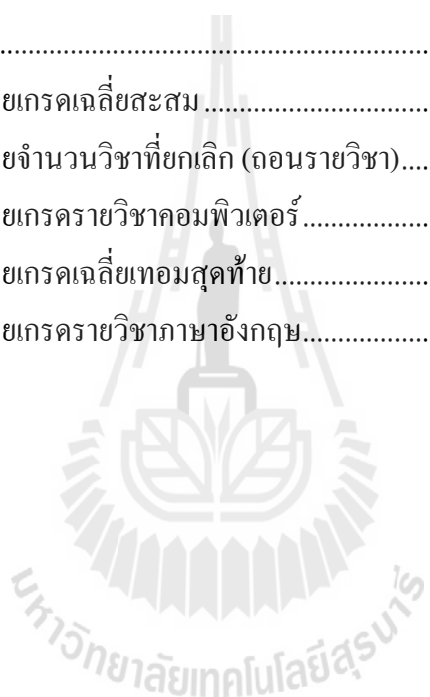 ........................................................
ยเกรดเฉลี่ยสะสม..............................
ยจำนวนวิชาที่ยกเลิก (ถอนรายวิชา)....
ยเกรดรายวิชาคอมพิวเตอร์.................
ยเกรดเฉลี่ยเทอมสุดท้าย.....................
ยเกรดรายวิชาภาษาอังกฤษ.................
มหาวิทยาลัยเทคโนโลยีสุรนารี